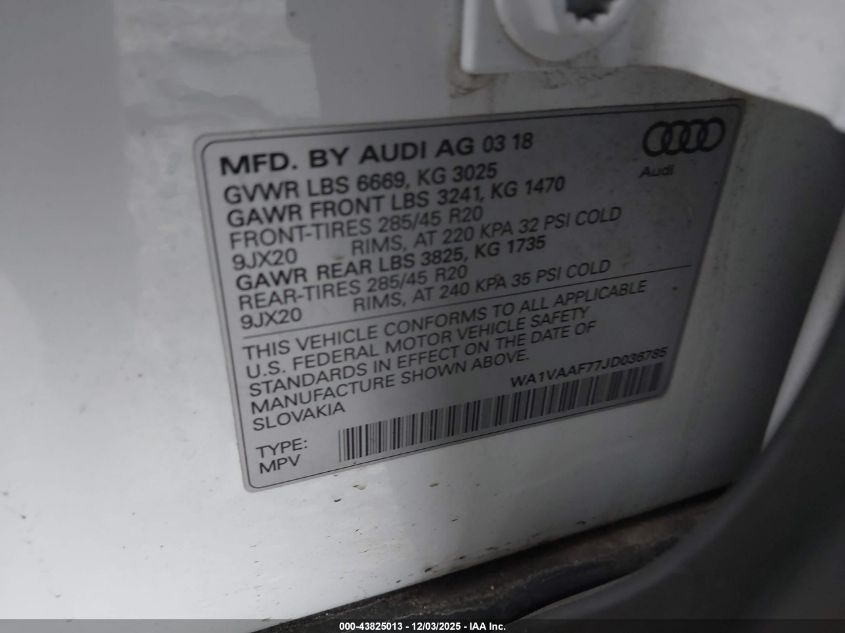 MFD. BY AUDI AG 03 18
Audi
GVWR LBS 6669, KG 3025
GAWR FRONT LBS 3241, KG 1470
FRONT-TIRES 285/45 R20
9JX20 RIMS, AT 220 KPA 32 PSI COLD
GAWR REAR LBS 3825, KG 1735
REAR-TIRES 285/45 R20
9JX20 RIMS, AT 240 KPA 35 PSI COLD
THIS VEHICLE CONFORMS TO ALL APPLICABLE
U.S. FEDERAL MOTOR VEHICLE SAFETY
STANDARDS IN EFFECT ON THE DATE OF
MANUFACTURE SHOWN ABOVE.
SLOVAKIA
WA1VAAF77JD036785
TYPE:
MPV
000-43825013 - 12/03/2025 - IAA Inc.